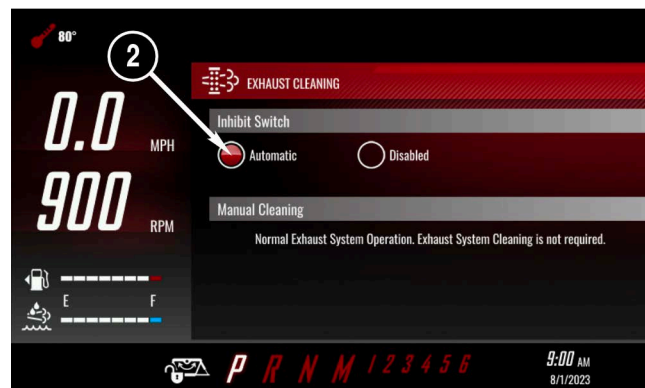 80°
2
EXHAUST CLEANING
Inhibit Switch
0.0 MPH
Automatic Disabled
900 RPM
Manual Cleaning
Normal Exhaust System Operation. Exhaust System Cleaning is not required.
E F
P R N M 1 2 3 4 5 6
9:00 AM
8/1/2023